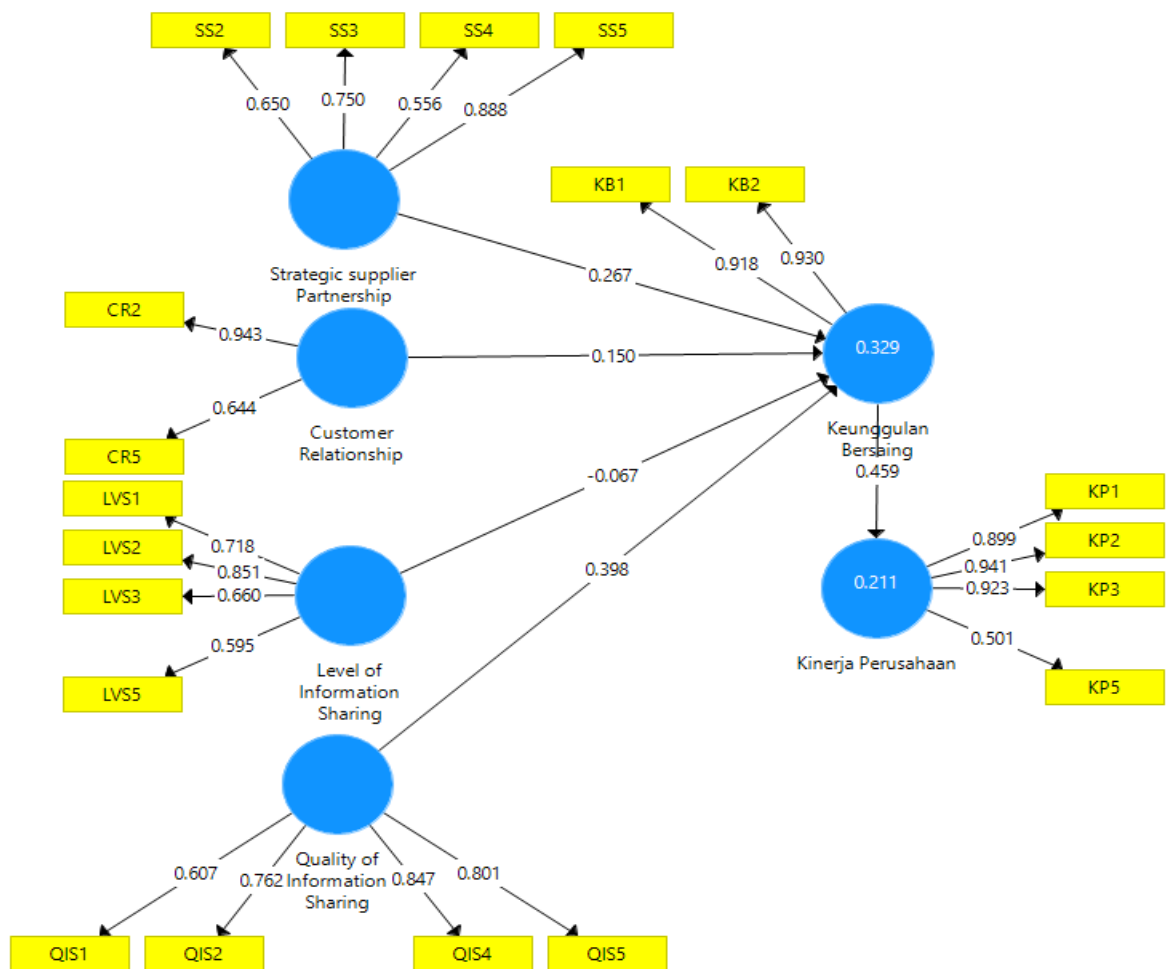 SS2
SS3
SS4
SS5
0.650
0.750
0.556
0.888
Strategic supplier
Partnership
KB1
KB2
0.918
0.930
0.267
CR2
0.943
0.644
CR5
Customer
Relationship
0.150
0.329
Keunggulan
Bersaing
0.459
LVS1
LVS2
LVS3
LVS5
0.718
0.851
0.660
0.595
Level of
Information
Sharing
-0.067
0.398
0.211
Kinerja Perusahaan
KP1
KP2
KP3
KP5
0.899
0.941
0.923
0.501
Quality of
Information
Sharing
0.607
0.762
0.847
0.801
QIS1
QIS2
QIS4
QIS5